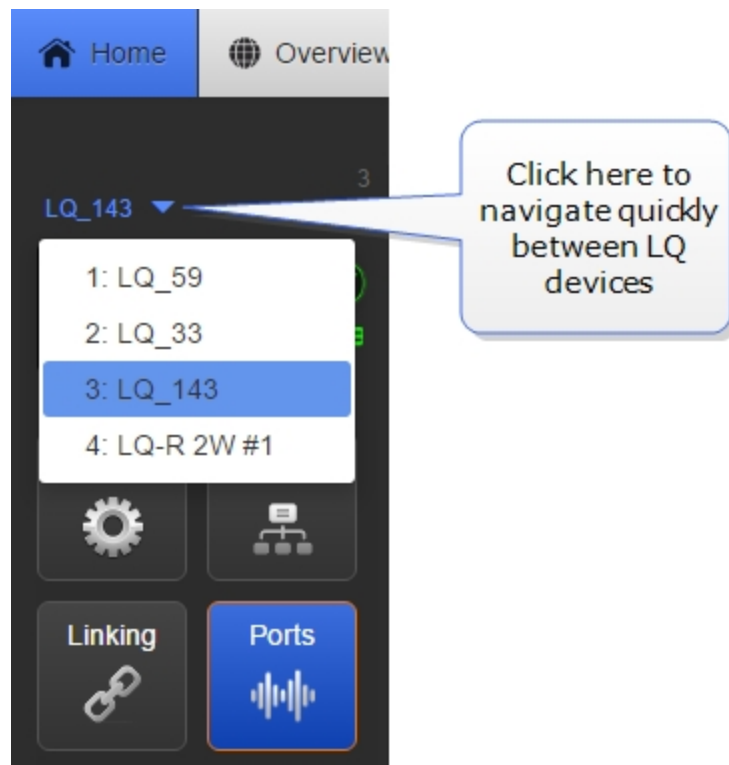 Home
Overview
3
LQ_143
Click here to
navigate quickly
between LQ
devices
1: LQ_59
2: LQ_33
3: LQ_143
4: LQ-R 2W #1
Linking
Ports